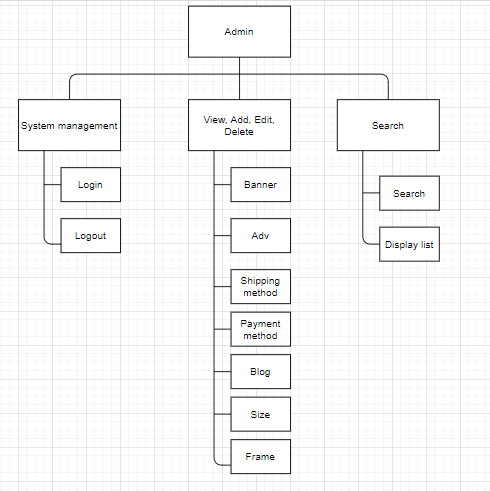 Admin
System management
View, Add, Edit,
Delete
Search
Login
Logout
Banner
Adv
Shipping
method
Payment
method
Blog
Size
Frame
Search
Display list